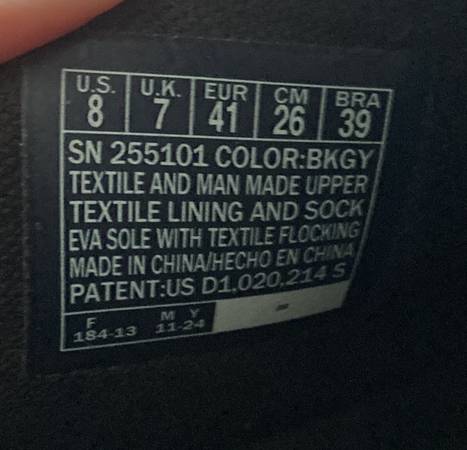 U.S. U.K. EUR CM BRA
8 7 41 26 39
SN 255101 COLOR:BKGY
TEXTILE AND MAN MADE UPPER
TEXTILE LINING AND SOCK
EVA SOLE WITH TEXTILE FLOCKING
MADE IN CHINA/HECHO EN CHINA
PATENT:US D1,020,214 S
F M Y
184-13 11-24